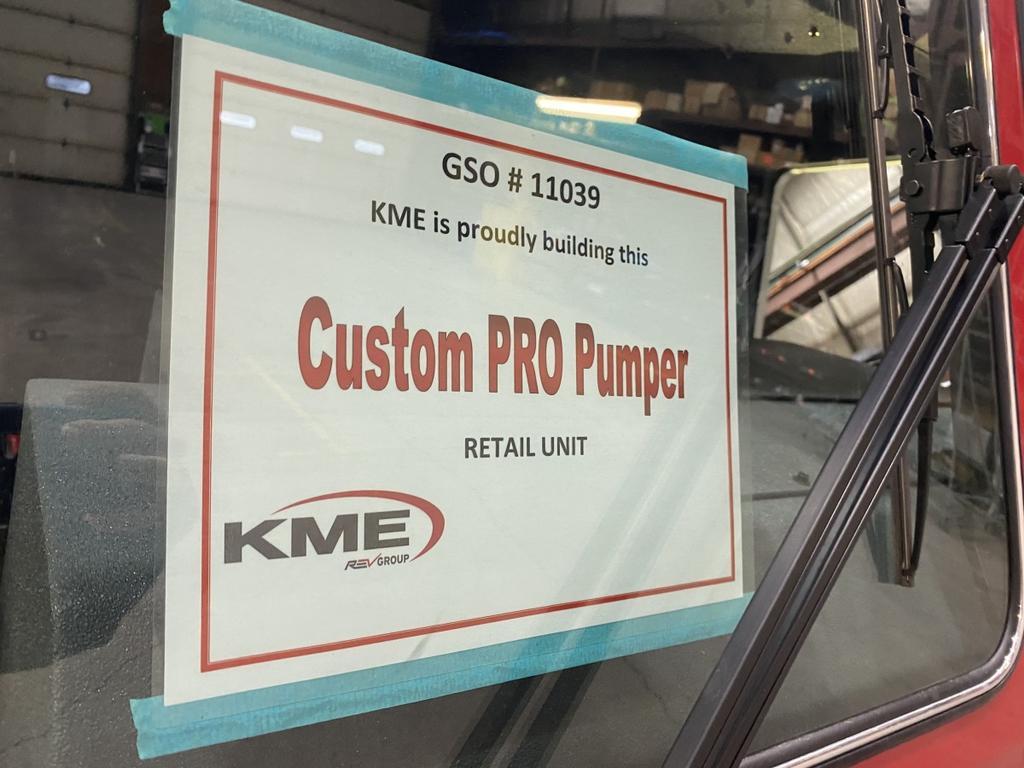 GSO # 11039
KME is proudly building this
Custom PRO Pumper
RETAIL UNIT
KME
REVGROUP